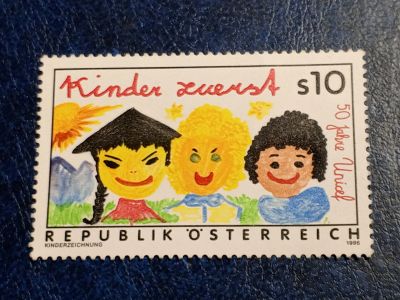 Kinder zuerst s10
50 Jahre Unicef
REPUBLIK ÖSTERREICH
KINDERZEICHNUNG 1996